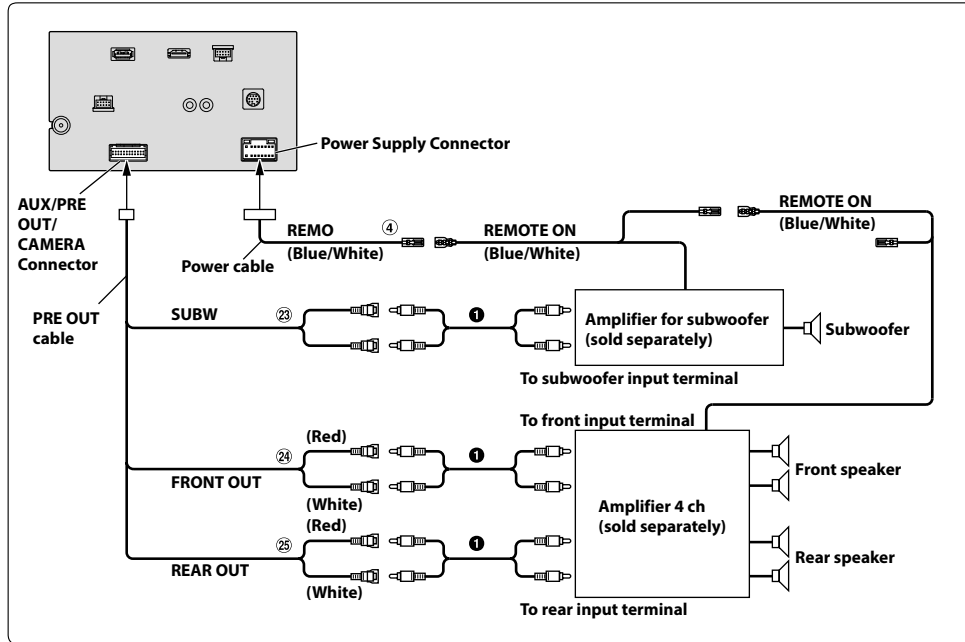 Power Supply Connector
AUX/PRE
OUT/
CAMERA
Connector
REMO
(Blue/White)
④
REMOTE ON
(Blue/White)
REMOTE ON
(Blue/White)
Power cable
PRE OUT
cable
SUBW
㉓
❶
Amplifier for subwoofer
(sold separately)
Subwoofer
To subwoofer input terminal
To front input terminal
(Red)
㉔
❶
FRONT OUT
(White)
Front speaker
Amplifier 4 ch
(sold separately)
(Red)
㉕
❶
REAR OUT
(White)
Rear speaker
To rear input terminal